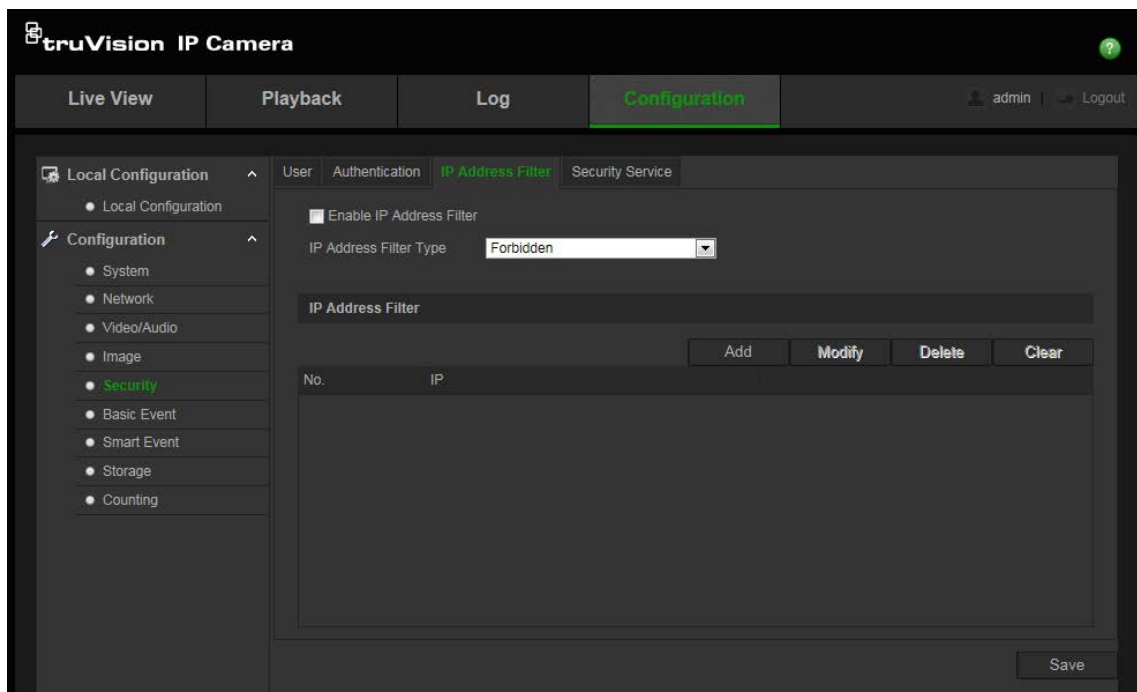 truVision IP Camera
?
Live View Playback Log Configuration admin | Logout
Local Configuration
Local Configuration
Configuration
System
Network
Video/Audio
Image
Security
Basic Event
Smart Event
Storage
Counting
User Authentication IP Address Filter Security Service
Enable IP Address Filter
IP Address Filter Type Forbidden
IP Address Filter
Add Modify Delete Clear
No. IP
Save